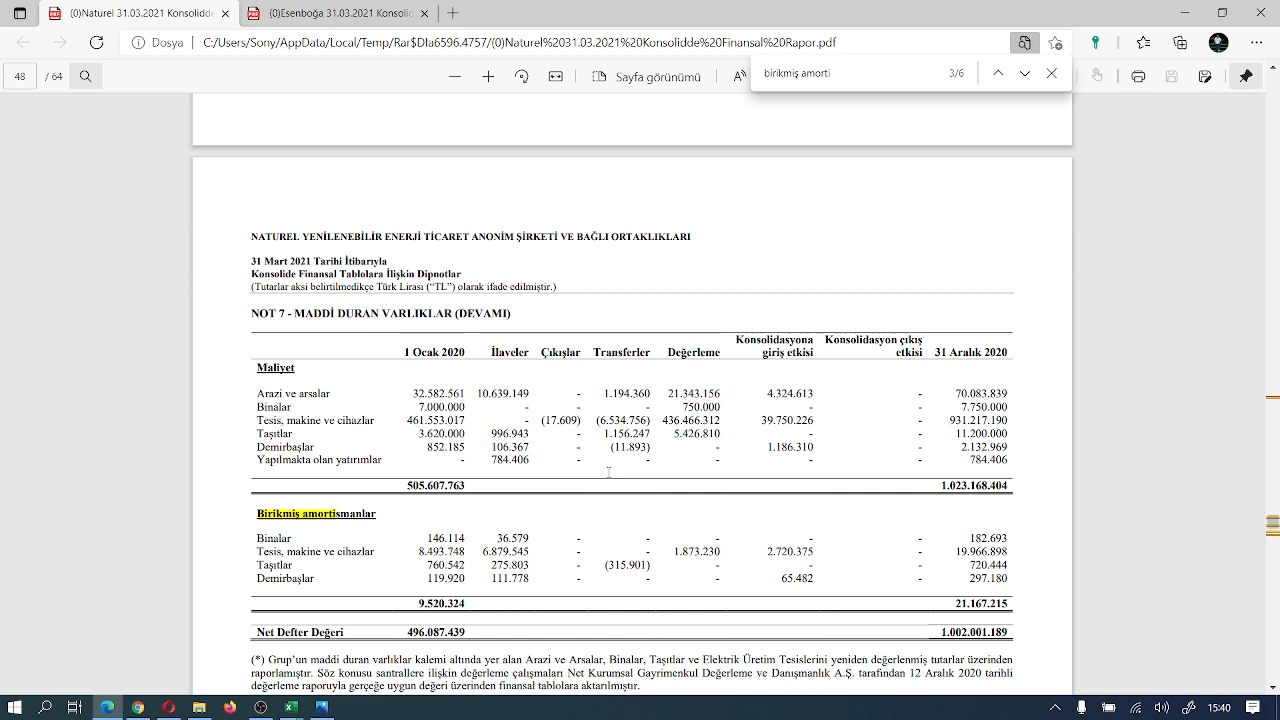 (0)Naturel 31.03.2021 Konsolidde
(0)Esenboğa 31.03.2021 Konsolic
Dosya | C:/Users/Sony/AppData/Local/Temp/Rar$DIa6596.4757/(0)Naturel%2031.03.2021%20Konsolidde%20Finansal%20Rapor.pdf
48 / 64 Sayfa görünümü
birikmiş amorti 3/6
NATUREL YENİLENEBİLİR ENERJİ TİCARET ANONİM ŞİRKETİ VE BAĞLI ORTAKLIKLARI
31 Mart 2021 Tarihi İtibarıyla
Konsolide Finansal Tablolara İlişkin Dipnotlar
(Tutarlar aksi belirtilmedikçe Türk Lirası (“TL”) olarak ifade edilmiştir.)
NOT 7 - MADDİ DURAN VARLIKLAR (DEVAMI)
Konsolidasyona Konsolidasyon çıkış
1 Ocak 2020 İlaveler Çıkışlar Transferler Değerleme giriş etkisi etkisi 31 Aralık 2020
Maliyet
Arazi ve arsalar 32.582.561 10.639.149 - 1.194.360 21.343.156 4.324.613 - 70.083.839
Binalar 7.000.000 - - - 750.000 - - 7.750.000
Tesis, makine ve cihazlar 461.553.017 - (17.609) (6.534.756) 436.466.312 39.750.226 - 931.217.190
Taşıtlar 3.620.000 996.943 - 1.156.247 5.426.810 - - 11.200.000
Demirbaşlar 852.185 106.367 - (11.893) - 1.186.310 - 2.132.969
Yapılmakta olan yatırımlar - 784.406 - - - - - 784.406
505.607.763 1.023.168.404
Birikmiş amortismanlar
Binalar 146.114 36.579 - - - - - 182.693
Tesis, makine ve cihazlar 8.493.748 6.879.545 - - 1.873.230 2.720.375 - 19.966.898
Taşıtlar 760.542 275.803 - (315.901) - - - 720.444
Demirbaşlar 119.920 111.778 - - - 65.482 - 297.180
9.520.324 21.167.215
Net Defter Değeri 496.087.439 1.002.001.189
(*) Grup’un maddi duran varlıklar kalemi altında yer alan Arazi ve Arsalar, Binalar, Taşıtlar ve Elektrik Üretim Tesislerini yeniden değerlenmiş tutarlar üzerinden
raporlamıştır. Söz konusu santrallere ilişkin değerleme çalışmaları Net Kurumsal Gayrimenkul Değerleme ve Danışmanlık A.Ş. tarafından 12 Aralık 2020 tarihli
değerleme raporuyla gerçeğe uygun değeri üzerinden finansal tablolara aktarılmıştır.
15:40